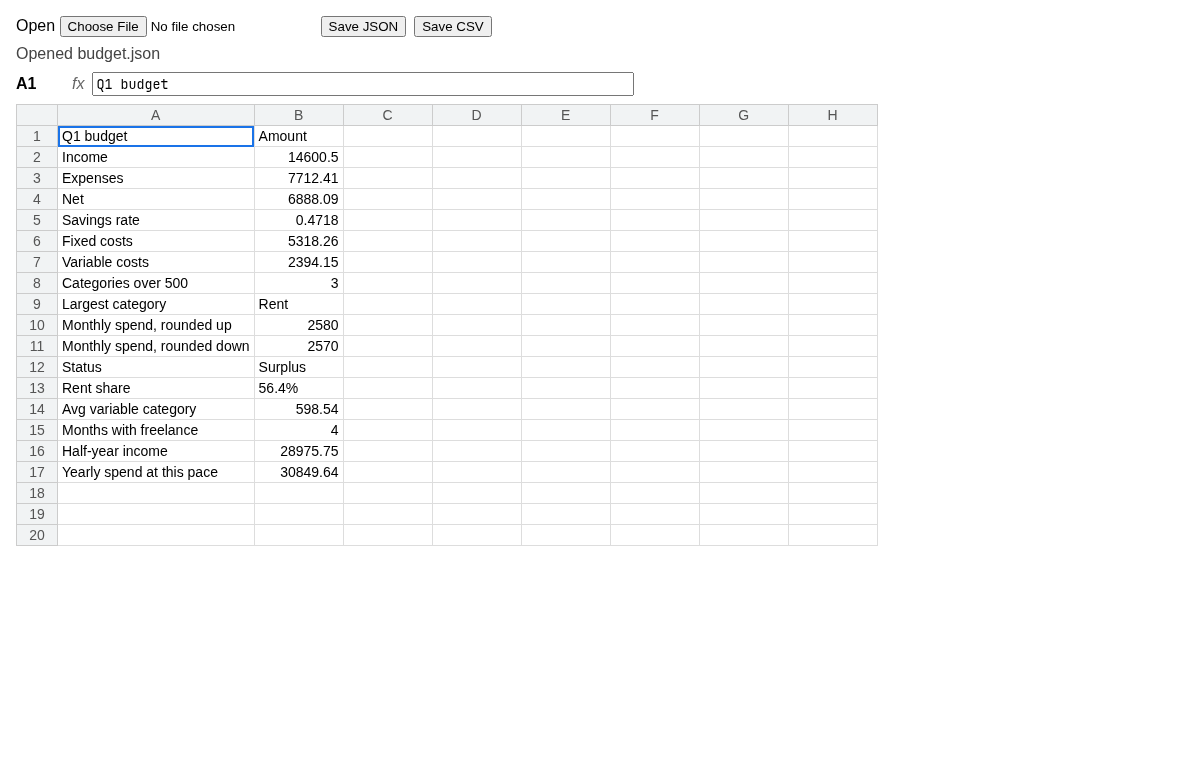 Open Choose File No file chosen Save JSON Save CSV
Opened budget.json
A1 fx Q1 budget
A B C D E F G H
1 Q1 budget Amount
2 Income 14600.5
3 Expenses 7712.41
4 Net 6888.09
5 Savings rate 0.4718
6 Fixed costs 5318.26
7 Variable costs 2394.15
8 Categories over 500 3
9 Largest category Rent
10 Monthly spend, rounded up 2580
11 Monthly spend, rounded down 2570
12 Status Surplus
13 Rent share 56.4%
14 Avg variable category 598.54
15 Months with freelance 4
16 Half-year income 28975.75
17 Yearly spend at this pace 30849.64
18
19
20